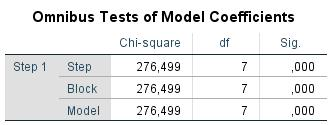 Omnibus Tests of Model Coefficients
Chi-square df Sig.
Step 1 Step 276,499 7 ,000
Block 276,499 7 ,000
Model 276,499 7 ,000